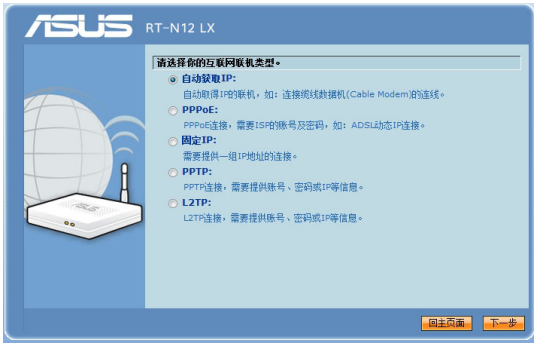 ASUS RT-N12 LX
请选择你的互联网联机类型。
自动获取IP:
自动取得IP的联机，如：连接缆线数据机(Cable Modem)的连线。
PPPoE:
PPPoE连接，需要ISP的账号及密码，如：ADSL动态IP连接。
固定IP:
需要提供一组IP地址的连接。
PPTP:
PPTP连接，需要提供账号、密码或IP等信息。
L2TP:
L2TP连接，需要提供账号、密码或IP等信息。
ASUS
回主页面 下一步